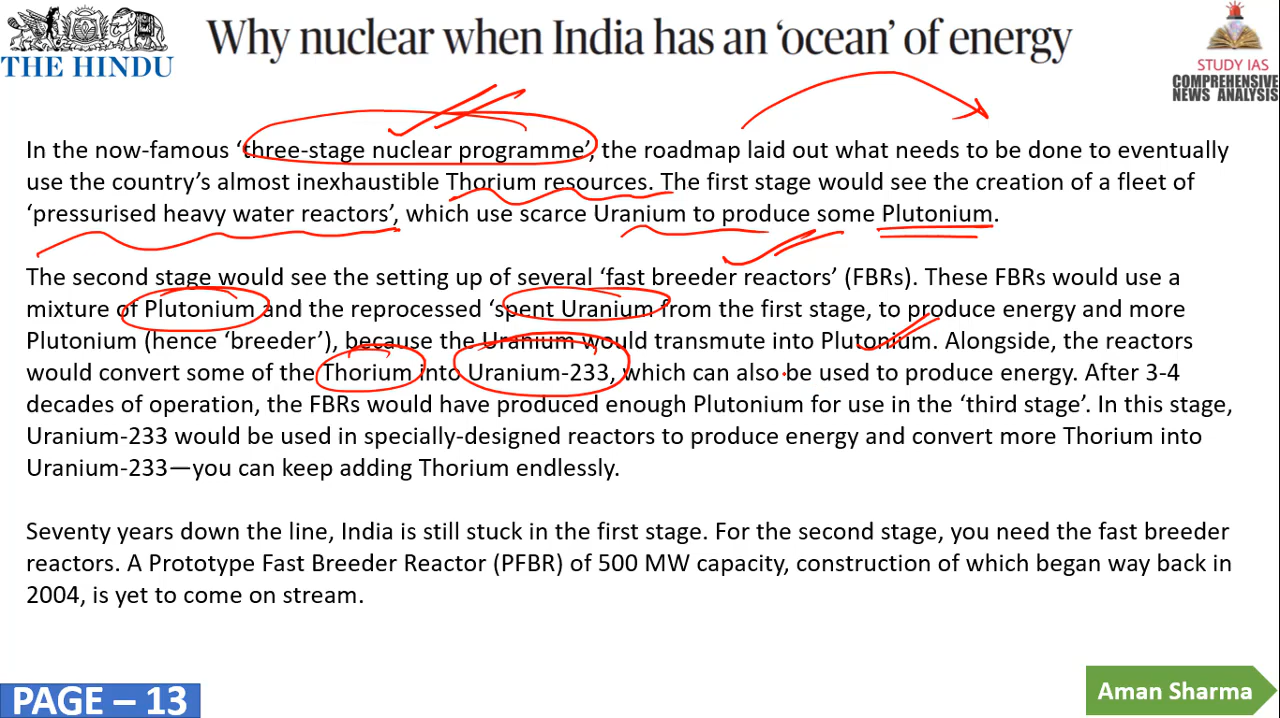 THE HINDU
Why nuclear when India has an ‘ocean’ of energy
STUDY IAS
COMPREHENSIVE
NEWS ANALYSIS
In the now-famous ‘three-stage nuclear programme’, the roadmap laid out what needs to be done to eventually
use the country’s almost inexhaustible Thorium resources. The first stage would see the creation of a fleet of
‘pressurised heavy water reactors’, which use scarce Uranium to produce some Plutonium.
The second stage would see the setting up of several ‘fast breeder reactors’ (FBRs). These FBRs would use a
mixture of Plutonium and the reprocessed ‘spent Uranium from the first stage, to produce energy and more
Plutonium (hence ‘breeder’), because the Uranium would transmute into Plutonium. Alongside, the reactors
would convert some of the Thorium into Uranium-233, which can also be used to produce energy. After 3-4
decades of operation, the FBRs would have produced enough Plutonium for use in the ‘third stage’. In this stage,
Uranium-233 would be used in specially-designed reactors to produce energy and convert more Thorium into
Uranium-233—you can keep adding Thorium endlessly.
Seventy years down the line, India is still stuck in the first stage. For the second stage, you need the fast breeder
reactors. A Prototype Fast Breeder Reactor (PFBR) of 500 MW capacity, construction of which began way back in
2004, is yet to come on stream.
PAGE – 13
Aman Sharma